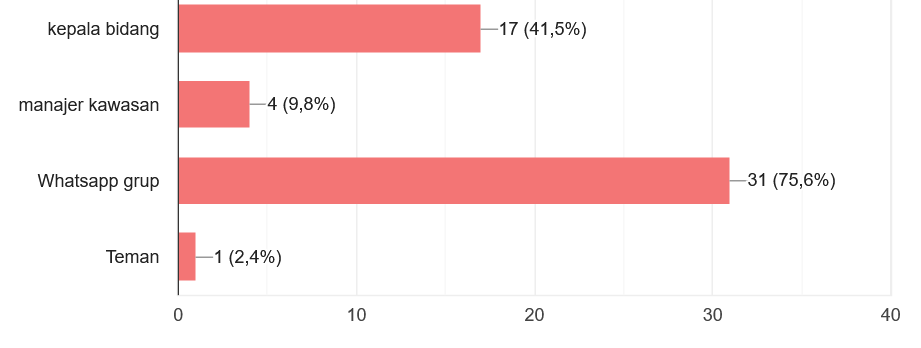 kepala bidang 17 (41,5%)
manajer kawasan 4 (9,8%)
Whatsapp grup 31 (75,6%)
Teman 1 (2,4%)
0 10 20 30 40